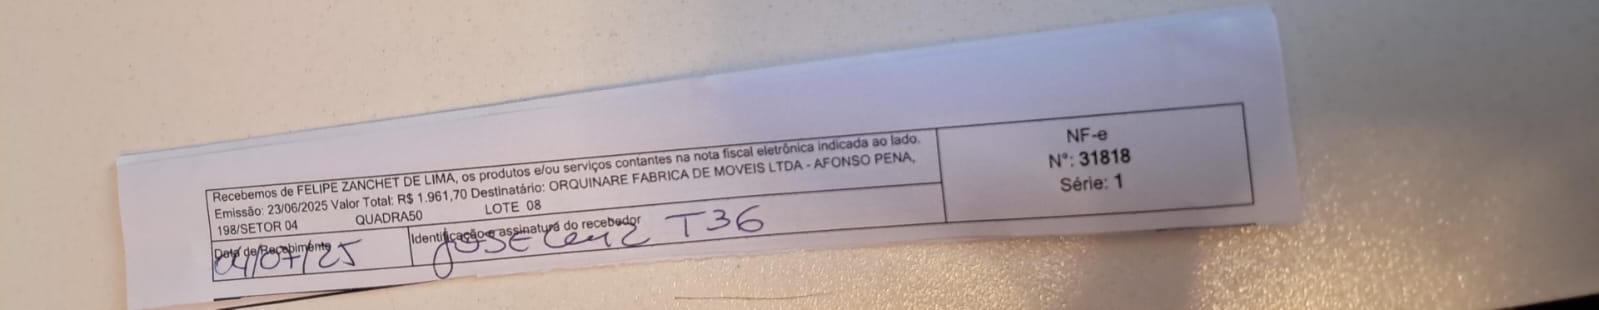 Recebemos de FELIPE ZANCHET DE LIMA, os produtos e/ou serviços contantes na nota fiscal eletrônica indicada ao lado.
Emissão: 23/06/2025 Valor Total: R$ 1.961,70 Destinatário: ORQUINARE FABRICA DE MOVEIS LTDA - AFONSO PENA,
198/SETOR 04 QUADRA50 LOTE 08
Data de Recebimento
04/07/25
Identificação e assinatura do recebedor
JOSE Luiz T36
NF-e
N°: 31818
Série: 1